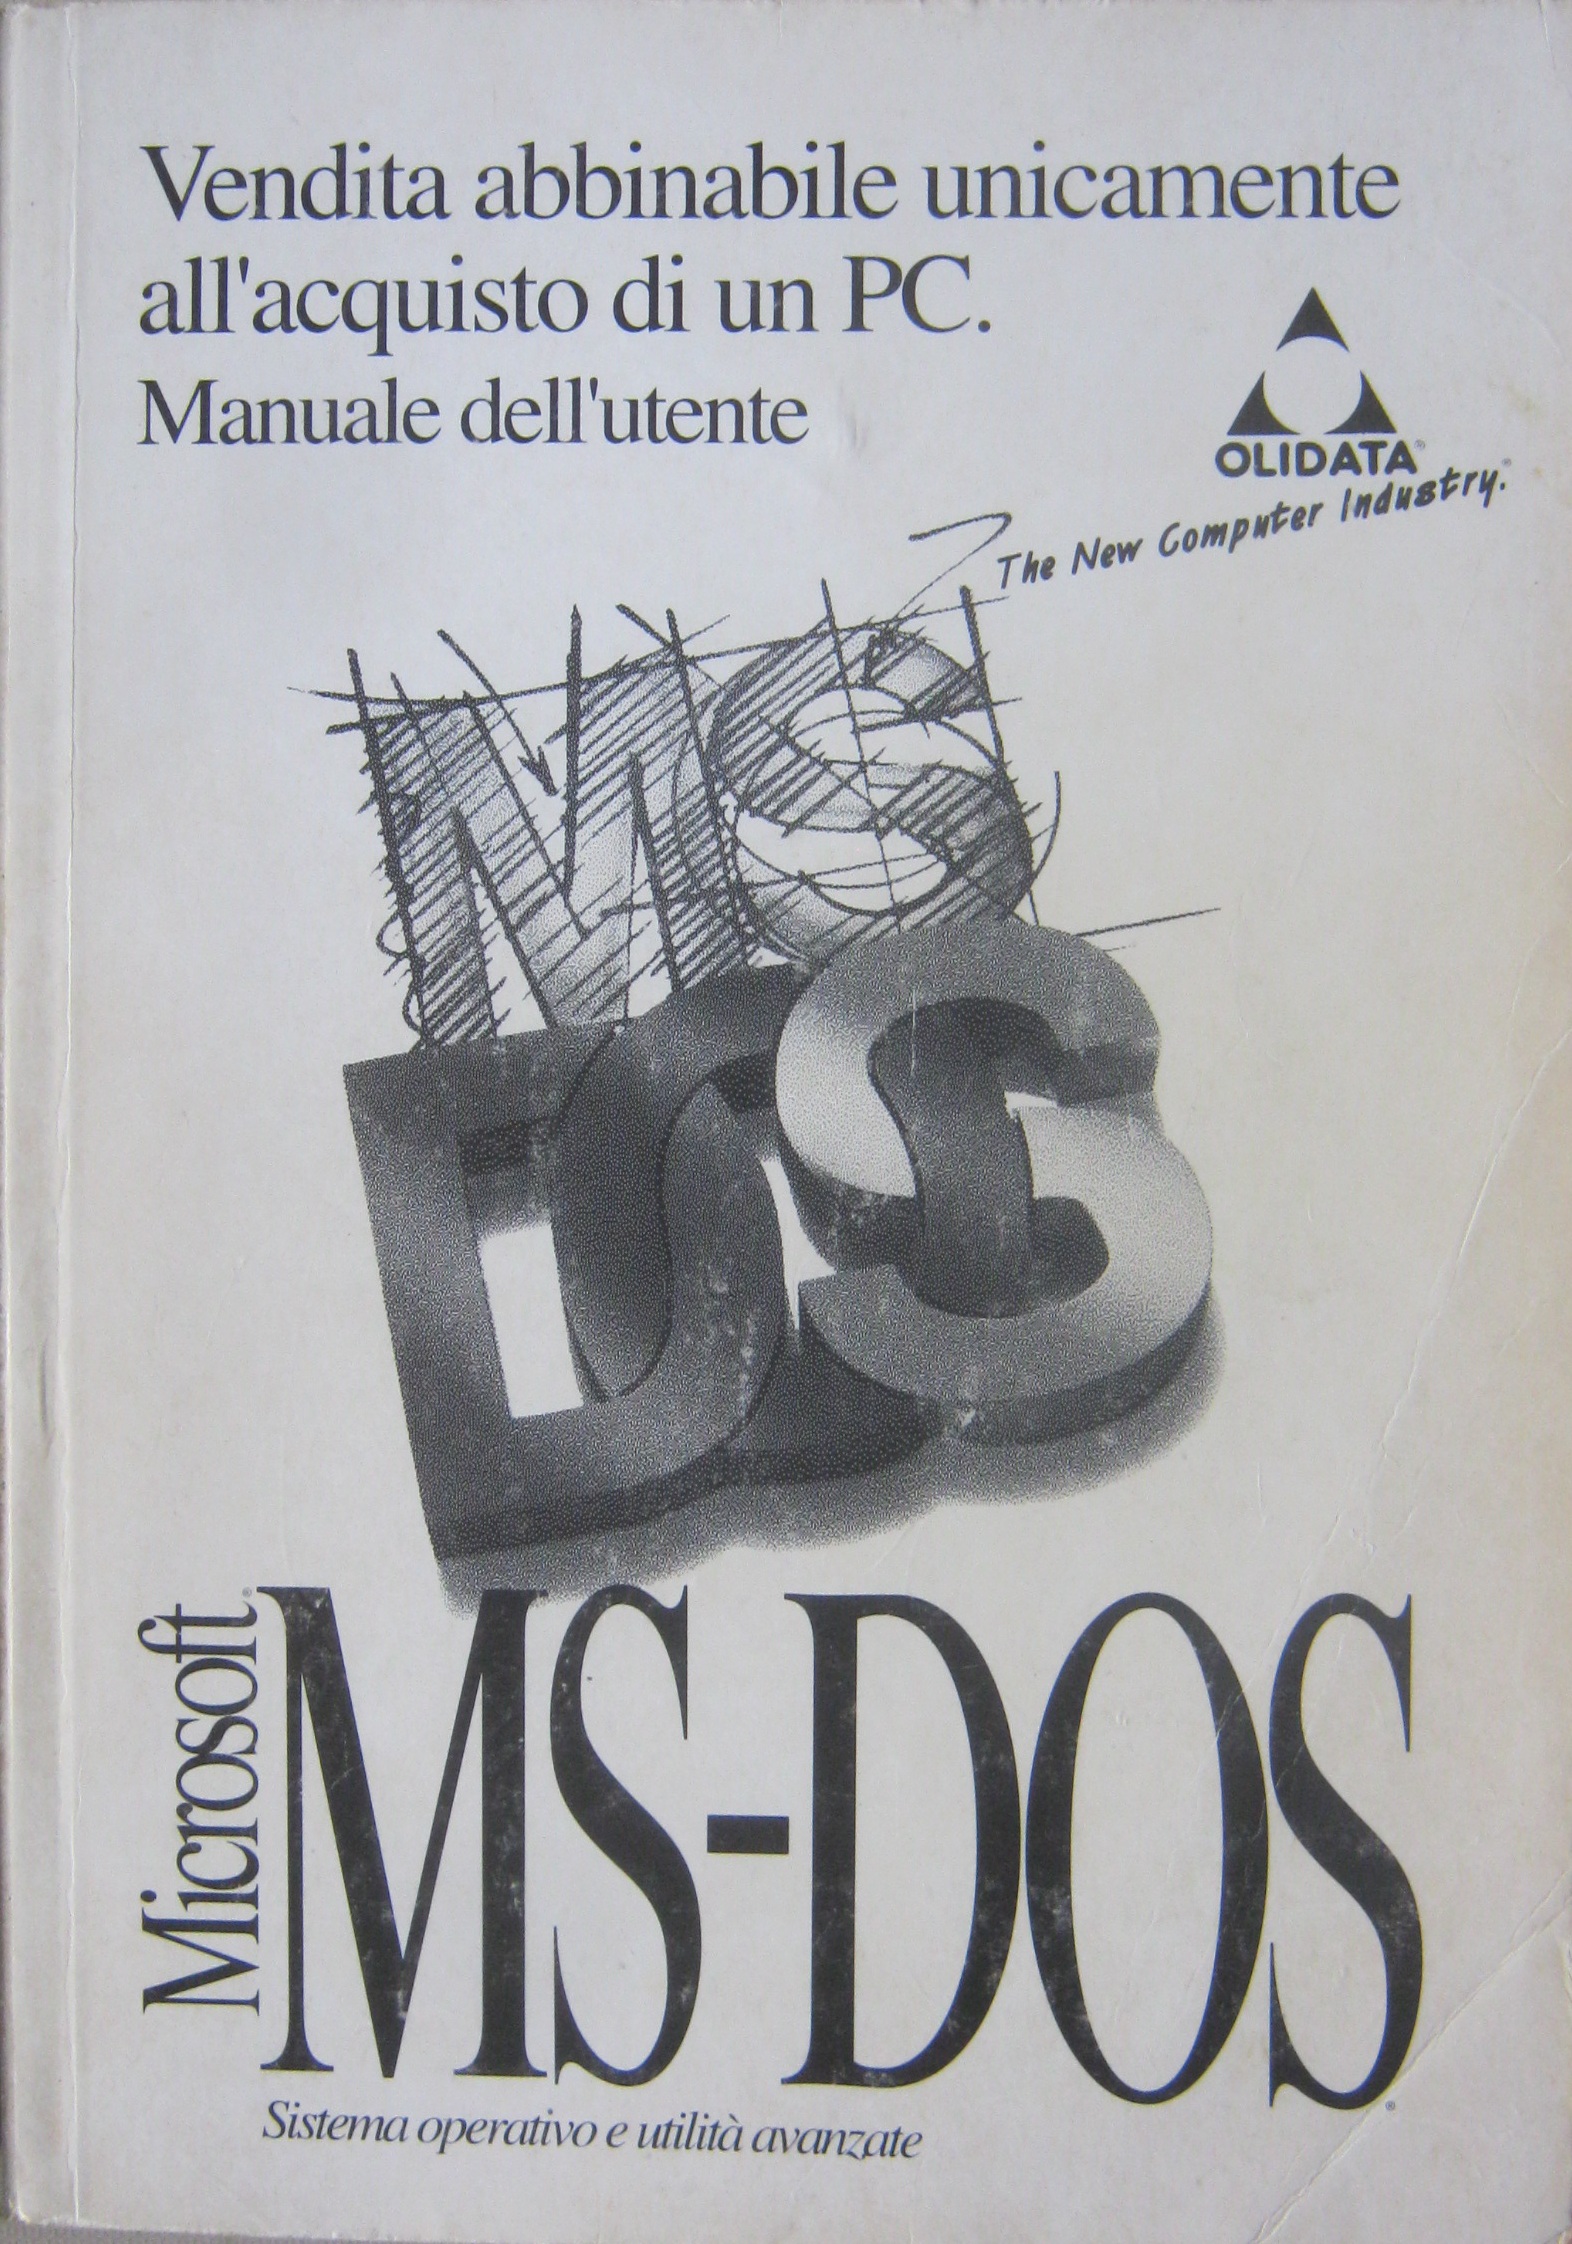 Vendita abbinabile unicamente
all'acquisto di un PC.
Manuale dell'utente
OLIDATA®
The New Computer Industry.®
MS
DOS
Microsoft®
MS-DOS®
Sistema operativo e utilità avanzate